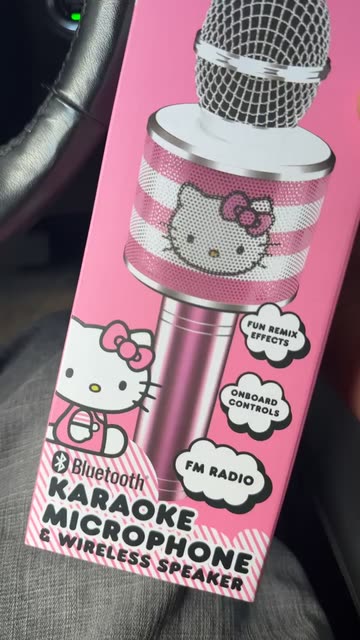 FUN REMIX
EFFECTS
ONBOARD
CONTROLS
FM RADIO
Bluetooth
KARAOKE
MICROPHONE
& WIRELESS SPEAKER